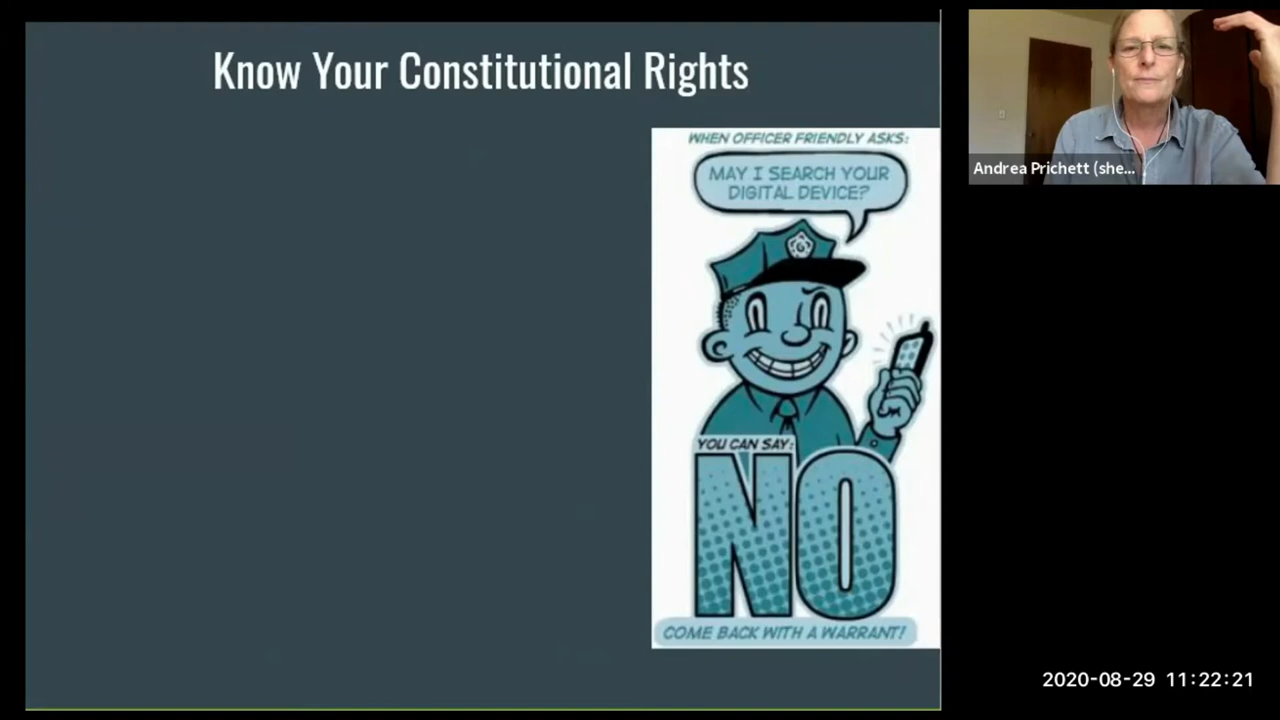 Know Your Constitutional Rights
WHEN OFFICER FRIENDLY ASKS:
MAY I SEARCH YOUR
DIGITAL DEVICE?
YOU CAN SAY:
NO
COME BACK WITH A WARRANT!
Andrea Prichett (she...
2020-08-29 11:22:21